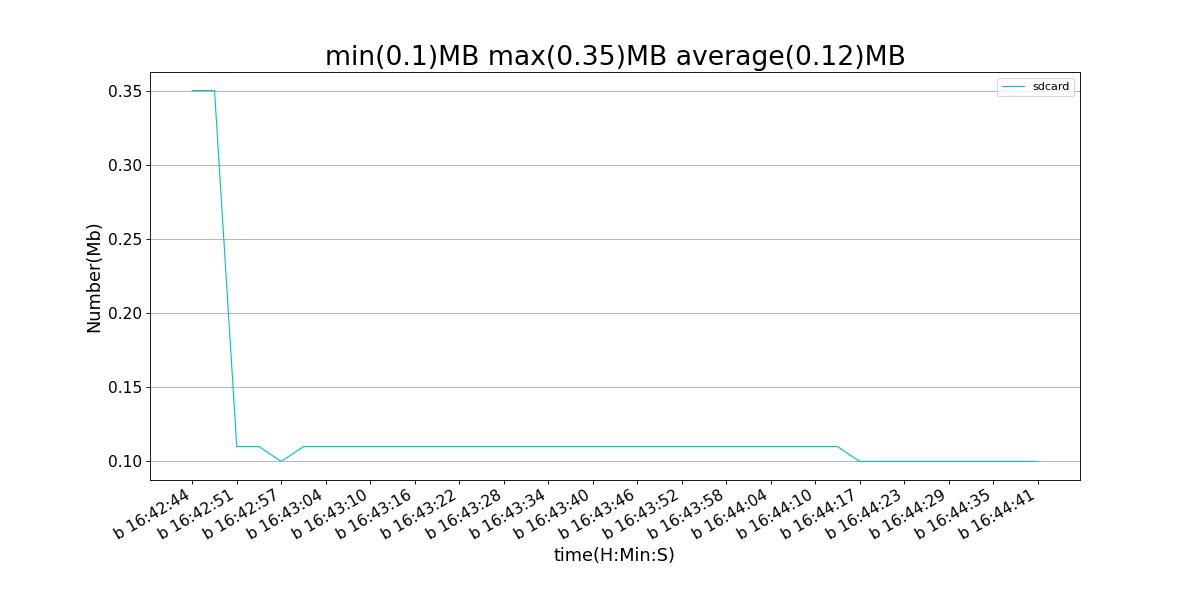 min(0.1)MB max(0.35)MB average(0.12)MB
sdcard
0.35
0.30
0.25
0.20
0.15
0.10
Number(Mb)
b 16:42:44
b 16:42:51
b 16:42:57
b 16:43:04
b 16:43:10
b 16:43:16
b 16:43:22
b 16:43:28
b 16:43:34
b 16:43:40
b 16:43:46
b 16:43:52
b 16:43:58
b 16:44:04
b 16:44:10
b 16:44:17
b 16:44:23
b 16:44:29
b 16:44:35
b 16:44:41
time(H:Min:S)